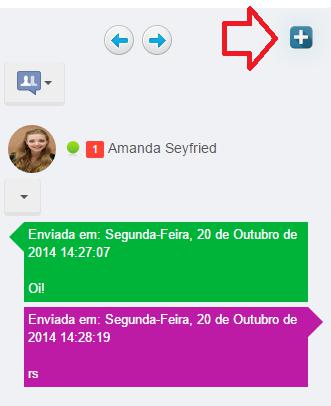 1 Amanda Seyfried
Enviada em: Segunda-Feira, 20 de Outubro de
2014 14:27:07
Oi!
Enviada em: Segunda-Feira, 20 de Outubro de
2014 14:28:19
rs